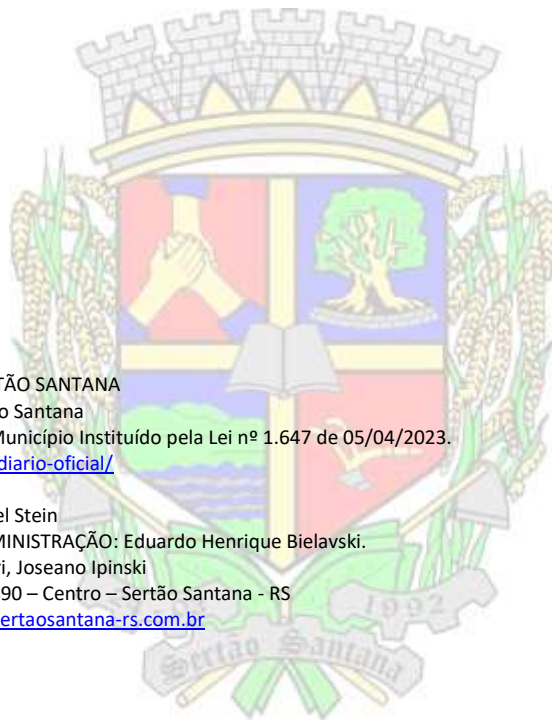 TÃO SANTANA
o Santana
Município Instituído pela Lei nº 1.647 de 05/04/2023.
diario-oficial/
el Stein
MINISTRAÇÃO: Eduardo Henrique Bielavski.
ri, Joseano Ipinski
90 – Centro – Sertão Santana - RS
ertaosantana-rs.com.br
1992
Sertão Santana